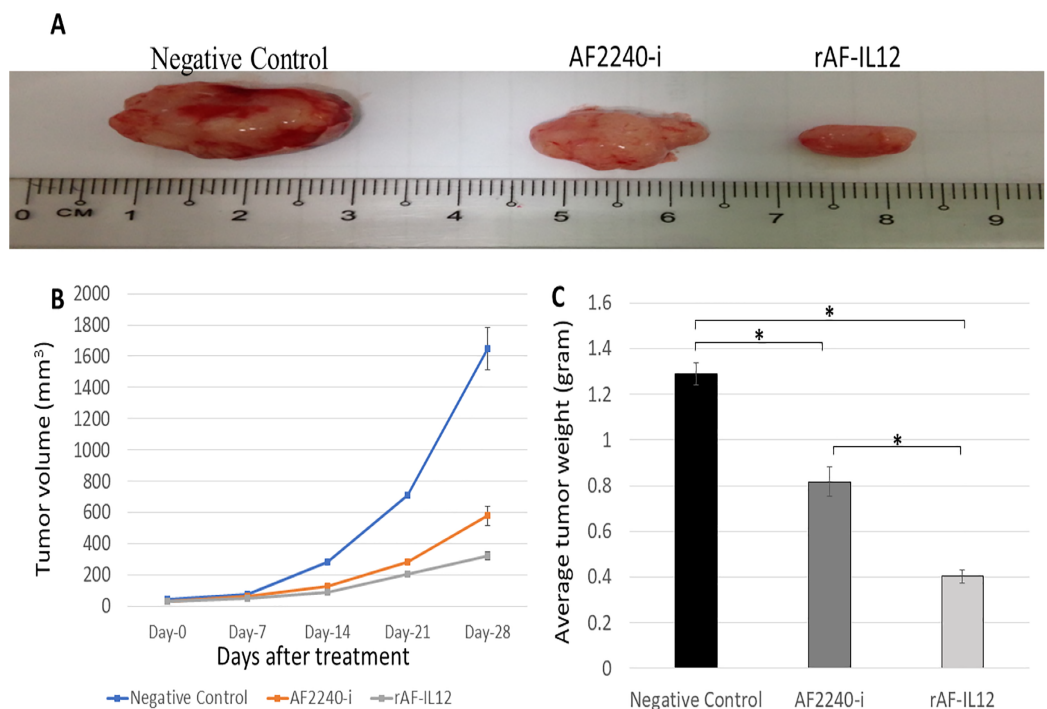 A
Negative Control AF2240-i rAF-IL12
0 CM 1 2 3 4 5 6 7 8 9
B
Tumor volume (mm³)
2000
1800
1600
1400
1200
1000
800
600
400
200
0
Day-0 Day-7 Day-14 Day-21 Day-28
Days after treatment
Negative Control AF2240-i rAF-IL12
C
Average tumor weight (gram)
1.6
1.4
1.2
1
0.8
0.6
0.4
0.2
0
* 
*
*
Negative Control AF2240-i rAF-IL12